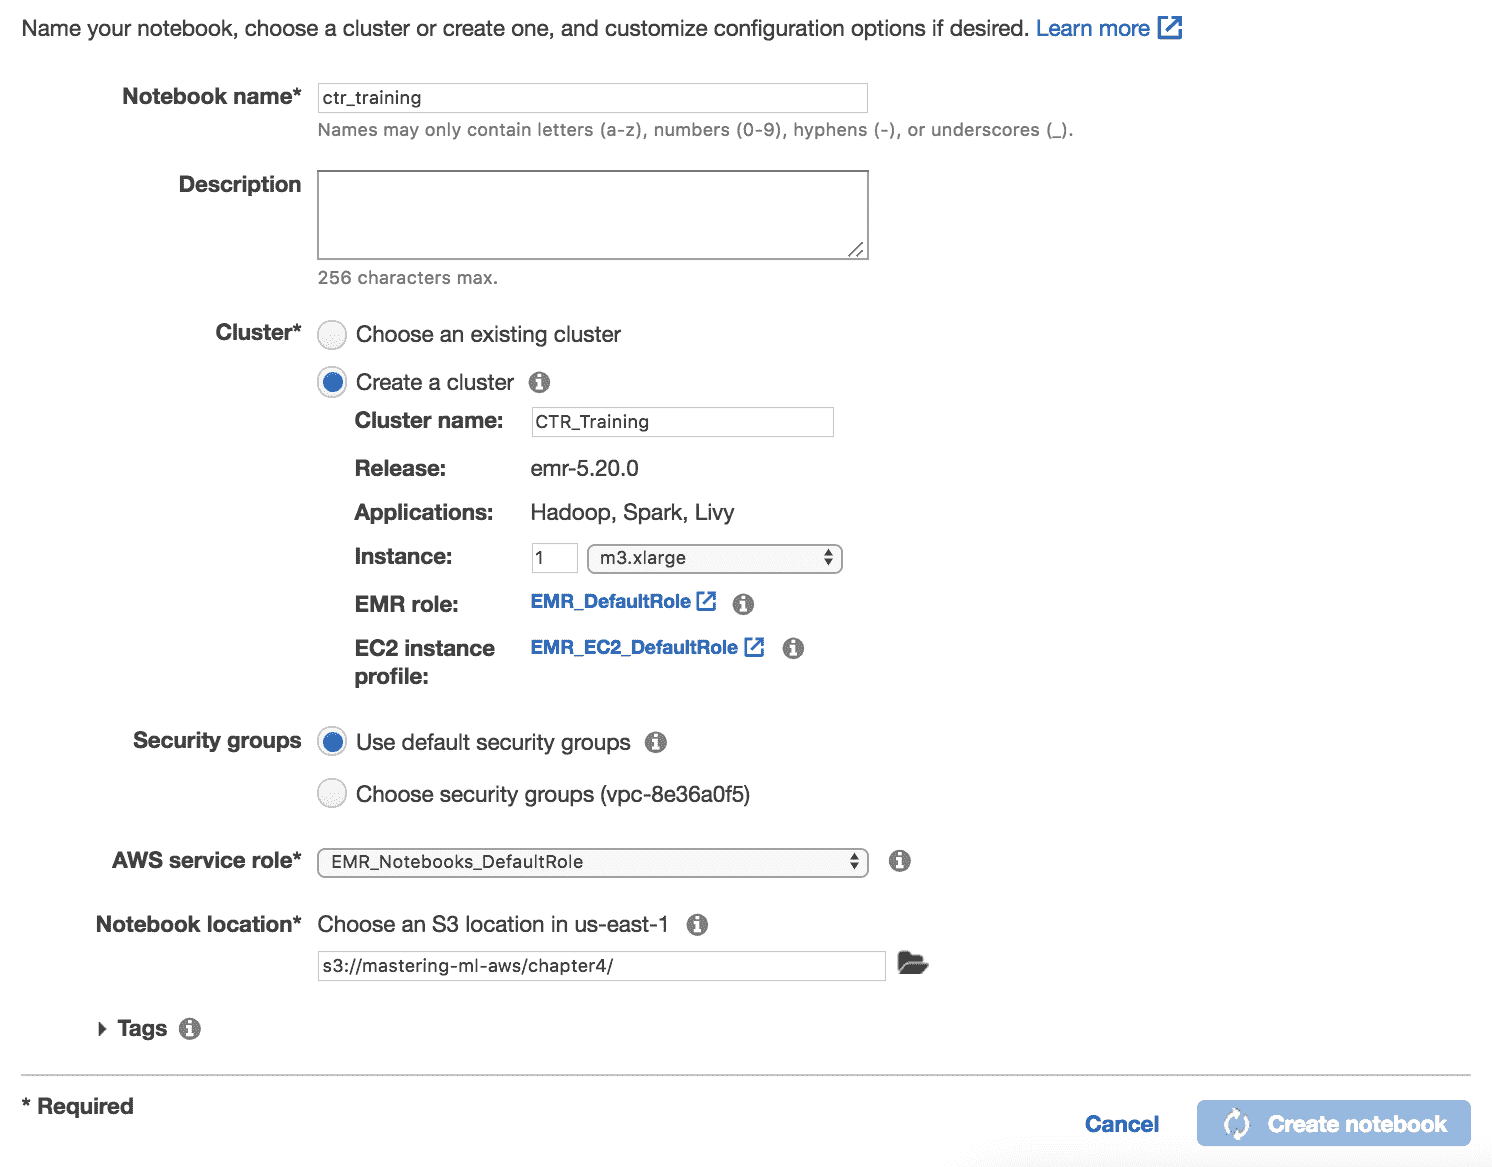 Name your notebook, choose a cluster or create one, and customize configuration options if desired. Learn more
Notebook name* ctr_training
Names may only contain letters (a-z), numbers (0-9), hyphens (-), or underscores (_).
Description
256 characters max.
Cluster* Choose an existing cluster
Create a cluster
Cluster name: CTR_Training
Release: emr-5.20.0
Applications: Hadoop, Spark, Livy
Instance: 1 m3.xlarge
EMR role: EMR_DefaultRole
EC2 instance EMR_EC2_DefaultRole
profile:
Security groups Use default security groups
Choose security groups (vpc-8e36a0f5)
AWS service role* EMR_Notebooks_DefaultRole
Notebook location* Choose an S3 location in us-east-1
s3://mastering-ml-aws/chapter4/
Tags
* Required
Cancel Create notebook